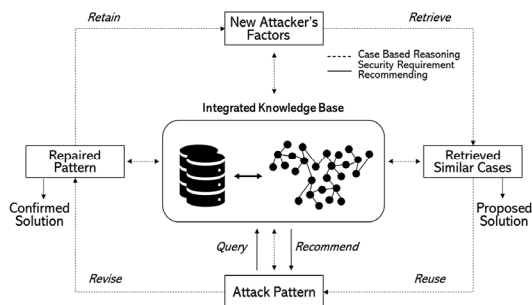 Retain
New Attacker's
Factors
Retrieve
Case Based Reasoning
Security Requirement
Recommending
Integrated Knowledge Base
Repaired
Pattern
Retrieved
Similar Cases
Confirmed
Solution
Proposed
Solution
Query
Recommend
Revise
Attack Pattern
Reuse